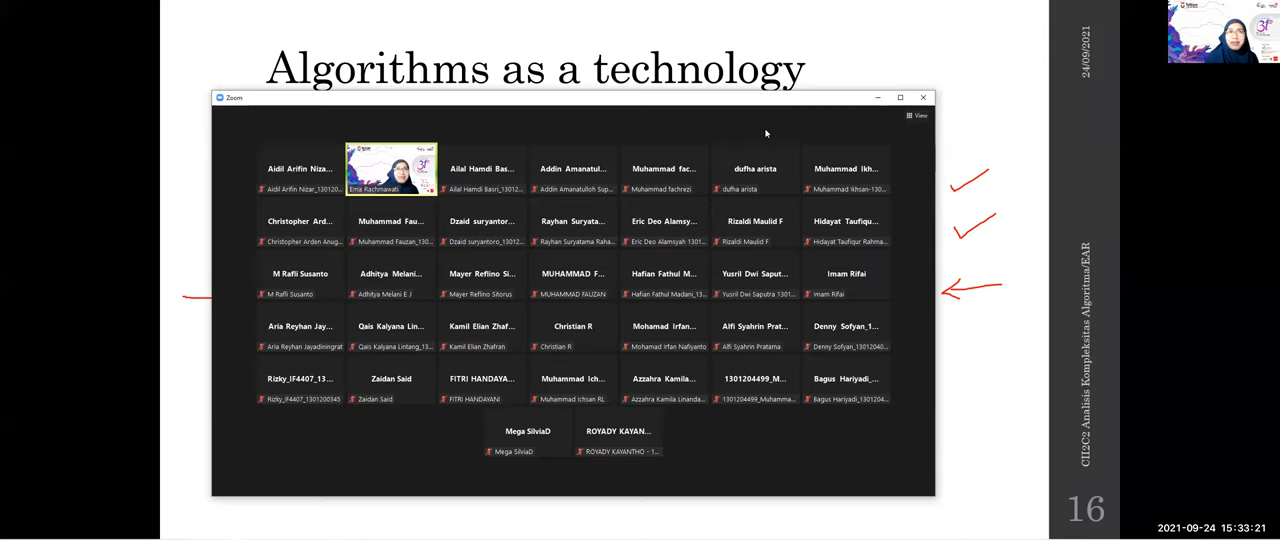 Algorithms as a technology
24/09/2021
Zoom
View
Aidil Arifin Niza... Ailal Hamdi Bas... Addin Amanatul... Muhammad fac... dufha arista Muhammad Ikh...
Aidil Arifin Nizar_130120... Ema Rachmawati Ailal Hamdi Basri_13012... Addin Amanatulloh Sup... Muhammad fachrezi dufha arista Muhammad Ikhsan-130...
Christopher Ard... Muhammad Fau... Dzaid suryantor... Rayhan Suryata... Eric Deo Alamsy... Rizaldi Maulid F Hidayat Taufiqu...
Christopher Arden Anug... Muhammad Fauzan_130... Dzaid suryantoro_13012... Rayhan Suryatama Raha... Eric Deo Alamsyah 1301... Rizaldi Maulid F Hidayat Taufiqur Rahma...
M Rafli Susanto Adhitya Melani... Mayer Reflino Si... MUHAMMAD F... Hafian Fathul M... Yusril Dwi Saput... Imam Rifai
M Rafli Susanto Adhitya Melani E J Mayer Reflino Sitorus MUHAMMAD FAUZAN Hafian Fathul Madani_13... Yusril Dwi Saputra 1301... Imam Rifai
Aria Reyhan Jay... Qais Kalyana Lin... Kamil Elian Zhaf... Christian R Mohamad Irfan... Alfi Syahrin Prat... Denny Sofyan_1...
Aria Reyhan Jayadiningrat Qais Kalyana Lintang_13... Kamil Elian Zhafran Christian R Mohamad Irfan Nafiyanto Alfi Syahrin Pratama Denny Sofyan_13012040...
Rizky_IF4407_13... Zaidan Said FITRI HANDAYA... Muhammad Ich... Azzahra Kamila... 1301204499_M... Bagus Hariyadi_...
Rizky_IF4407_1301200345 Zaidan Said FITRI HANDAYANI Muhammad Ichsan RL Azzahra Kamila Linanda... 1301204499_Muhamma... Bagus Hariyadi_1301204...
Mega SilviaD ROYADY KAYAN...
Mega SilviaD ROYADY KAYANTHO - 1...
CII2C2 Analisis Kompleksitas Algoritma/EAR
16
2021-09-24 15:33:21